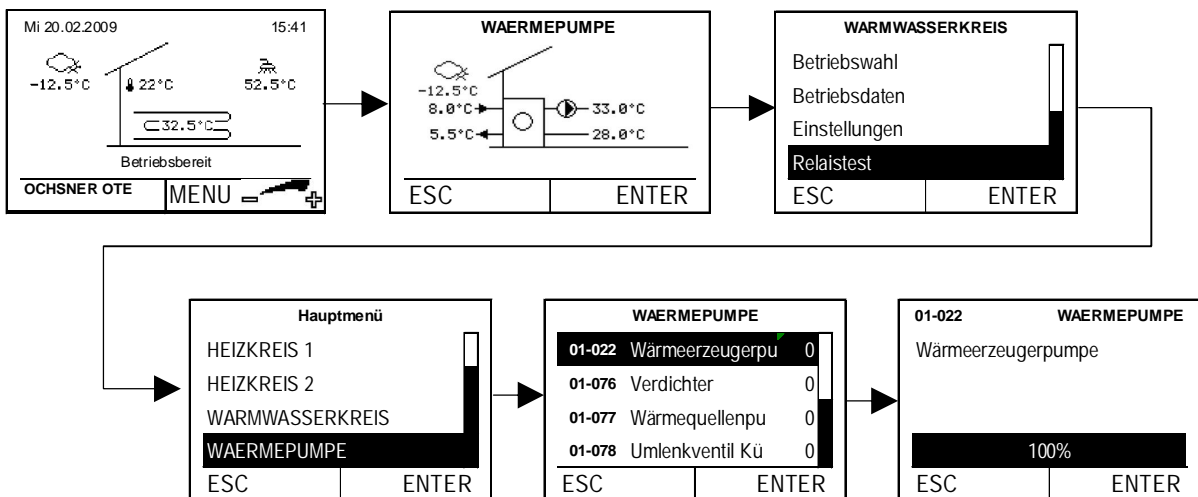 Mi 20.02.2009 15:41
-12.5°C 22°C 52.5°C
32.5°C
Betriebsbereit
OCHSNER OTE MENU
WAERMEPUMPE
-12.5°C
8.0°C 33.0°C
5.5°C 28.0°C
ESC ENTER
WARMWASSERKREIS
Betriebswahl
Betriebsdaten
Einstellungen
Relaistest
ESC ENTER
Hauptmenü
HEIZKREIS 1
HEIZKREIS 2
WARMWASSERKREIS
WAERMEPUMPE
ESC ENTER
WAERMEPUMPE
01-022 Wärmeerzeugerpu 0
01-076 Verdichter 0
01-077 Wärmequellenpu 0
01-078 Umlenkventil Kü 0
ESC ENTER
01-022 WAERMEPUMPE
Wärmeerzeugerpumpe
100%
ESC ENTER